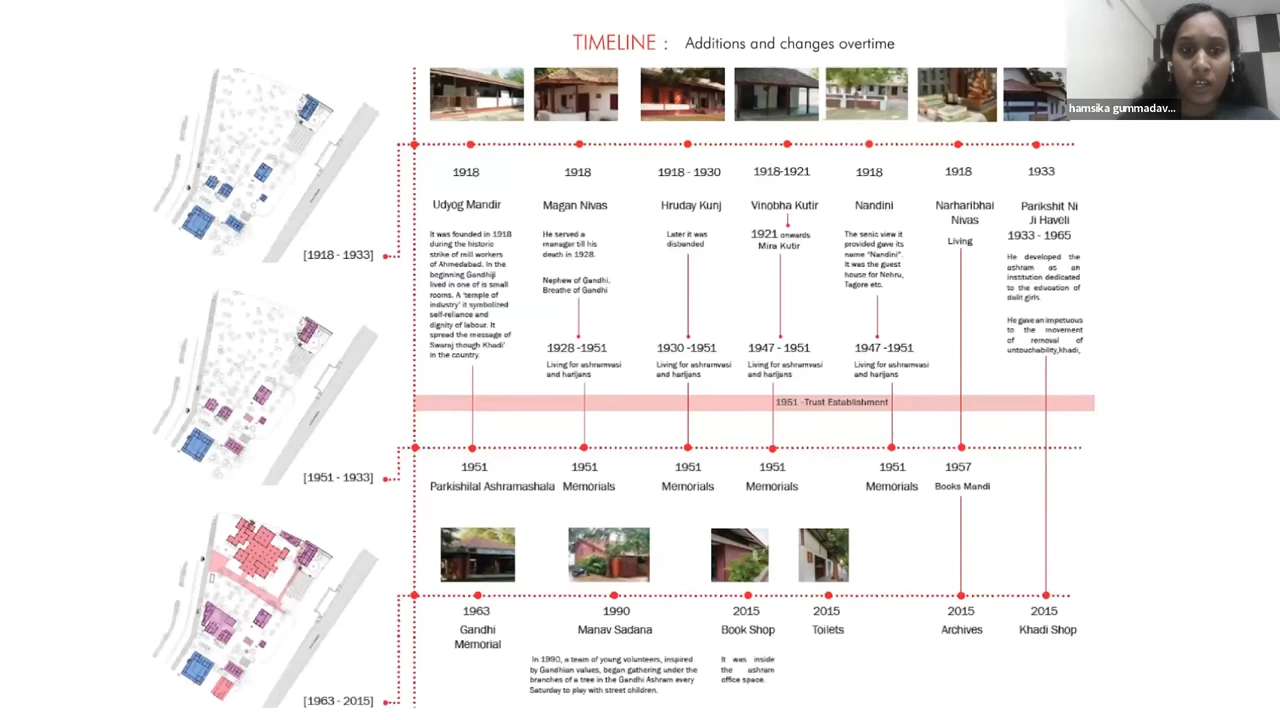 TIMELINE : Additions and changes overtime
hamsika gummadav...
1918
1918
1918 - 1930
1918-1921
1918
1918
1933
Udyog Mandir
Magan Nivas
Hruday Kunj
Vinobha Kutir
Nandini
Narharibhai
Nivas
Parikshit Ni
Ji Haveli
1933 - 1965
It was founded in 1918
during the historic
strike of mill workers
of Ahmedabad. In the
beginning Gandhiji
lived in one of is small
rooms. A 'temple of
industry' it symbolized
self-reliance and
dignity of labour. It
spread the message of
Swaraj though Khadi'
in the country.
He served a
manager till his
death in 1928.
Nephew of Gandhi.
Breathe of Gandhi
Later it was
disbanded
1921 onwards
Mira Kutir
The senic view it
provided gave its
name "Nandini".
It was the guest
house for Nehru,
Tagore etc.
Living
He developed the
ashram as an
institution dedicated
to the education of
dalit girls.
He gave an impetuous
to the movement
of removal of
untouchability,khadi,
[1918 - 1933]
1928 -1951
1930 -1951
1947 - 1951
1947 -1951
Living for ashramvasi
and harijans
Living for ashramvasi
and harijans
Living for ashramvasi
and harijans
Living for ashramvasi
and harijans
1951 -Trust Establishment
[1951 - 1933]
1951
1951
1951
1951
1951
1957
Parkishilal Ashramashala
Memorials
Memorials
Memorials
Memorials
Books Mandi
1963
1990
2015
2015
2015
2015
Gandhi
Memorial
Manav Sadana
Book Shop
Toilets
Archives
Khadi Shop
In 1990, a team of young volunteers, inspired
by Gandhian values, began gathering under the
branches of a tree in the Gandhi Ashram every
Saturday to play with street children.
It was inside
the ashram
office space.
[1963 - 2015]